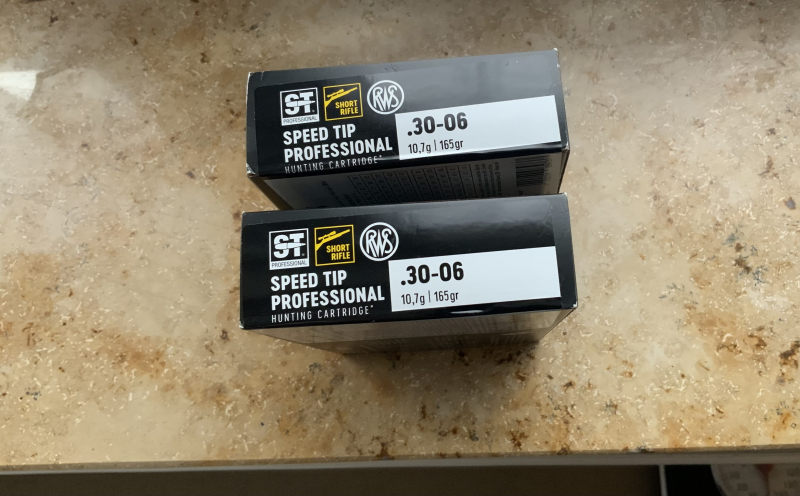 ST
PROFESSIONAL
SHORT
RIFLE
RWS
SPEED TIP
PROFESSIONAL
HUNTING CARTRIDGE
.30-06
10,7g | 165gr
ST
PROFESSIONAL
SHORT
RIFLE
RWS
SPEED TIP
PROFESSIONAL
HUNTING CARTRIDGE
.30-06
10,7g | 165gr